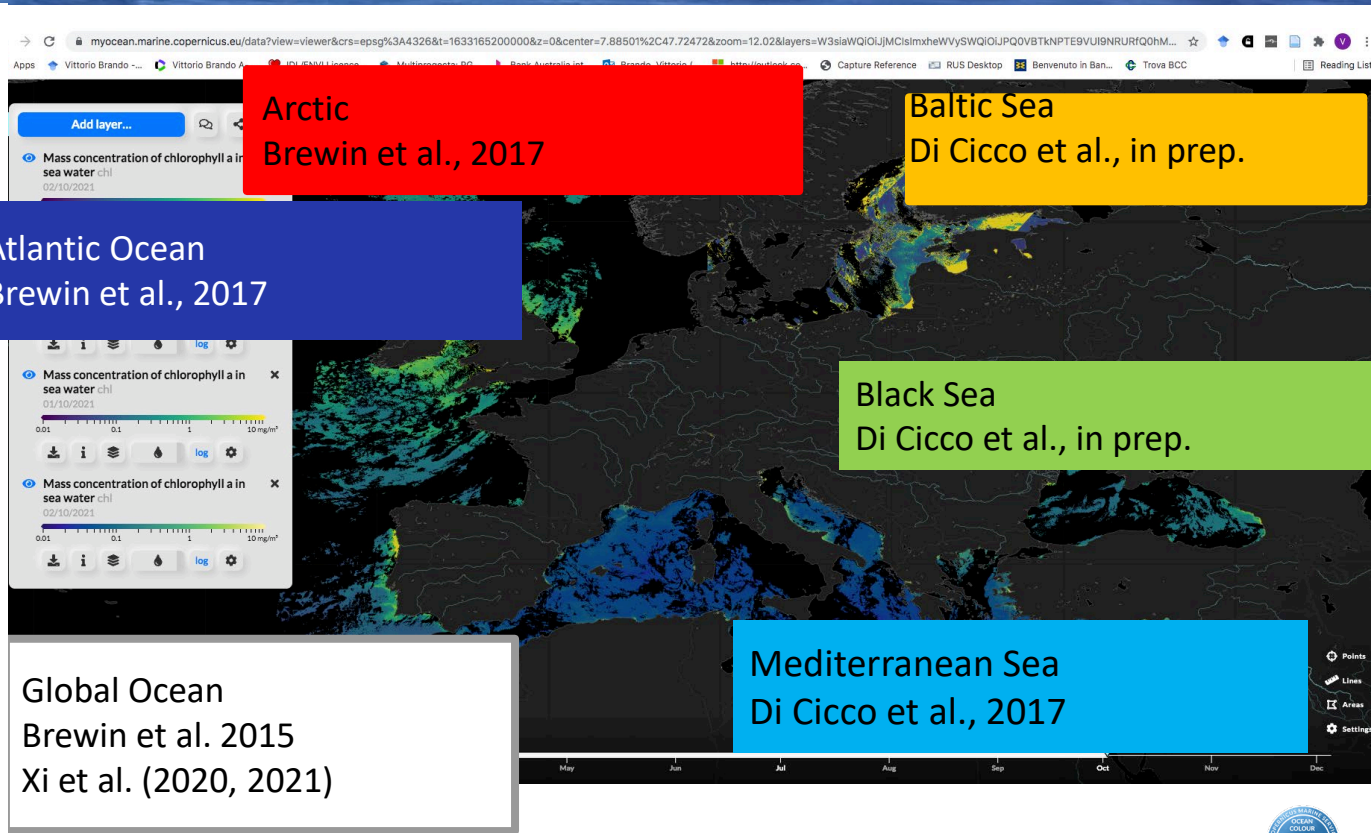 myocean.marine.copernicus.eu/data?view=viewer&crs=epsg%3A4326&t=1633165200000&z=0&center=7.88501%2C47.72472&zoom=12.02&layers=W3siaWQiOiJjMCIsImxheWVySWQiOiJPQ0VBTkNPTE9VUl9NRURfQ0hM...
Apps Vittorio Brando -... Vittorio Brando A... Capture Reference RUS Desktop Benvenuto in Ban... Trova BCC Reading List
Add layer...
Mass concentration of chlorophyll a in
sea water chl
02/10/2021
Arctic
Brewin et al., 2017
Baltic Sea
Di Cicco et al., in prep.
Atlantic Ocean
Brewin et al., 2017
log
Mass concentration of chlorophyll a in
sea water chl
01/10/2021
0.01 0.1 1 10 mg/m³
log
Mass concentration of chlorophyll a in
sea water chl
02/10/2021
0.01 0.1 1 10 mg/m³
log
Black Sea
Di Cicco et al., in prep.
Mediterranean Sea
Di Cicco et al., 2017
Global Ocean
Brewin et al. 2015
Xi et al. (2020, 2021)
Points
Lines
Areas
Settings
May Jun Jul Aug Sep Oct Nov Dec
OCEAN
COLOUR